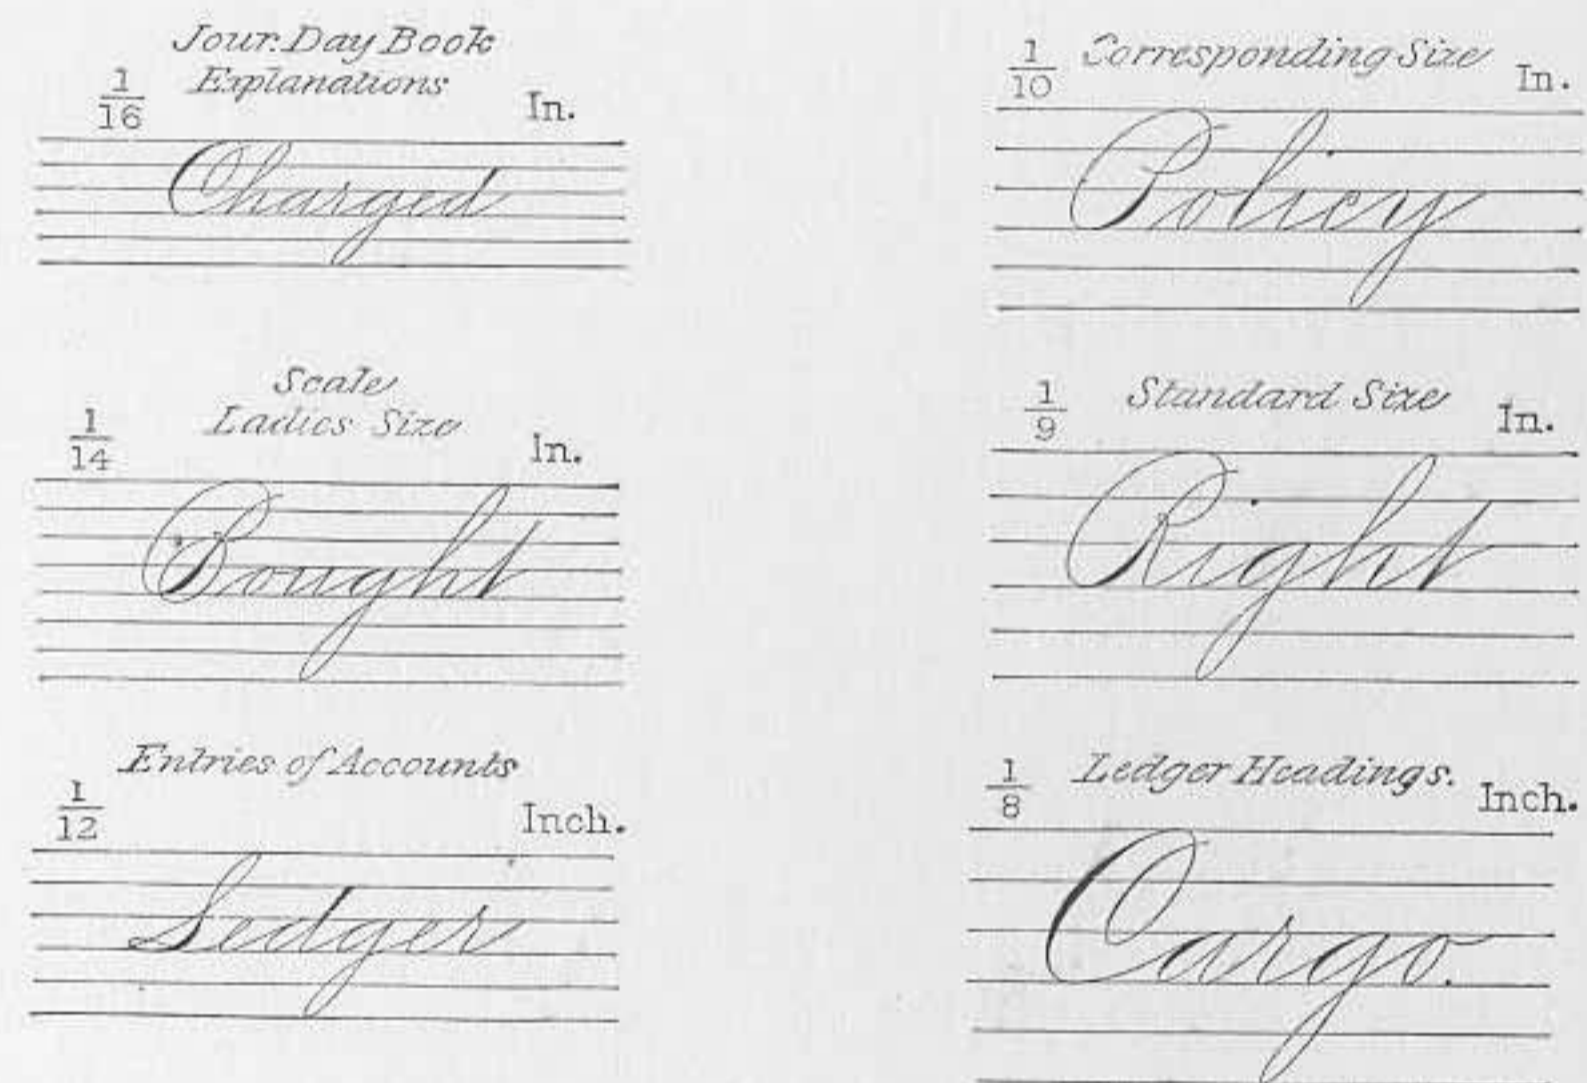 Jour. Day Book
Explanations
1/16 In.
Charged
Scale
Ladies Size
1/14 In.
Bought
Entries of Accounts
1/12 Inch.
Ledger
Corresponding Size
1/10 In.
Policy
Standard Size
1/9 In.
Right
Ledger Headings.
1/8 Inch.
Cargo.